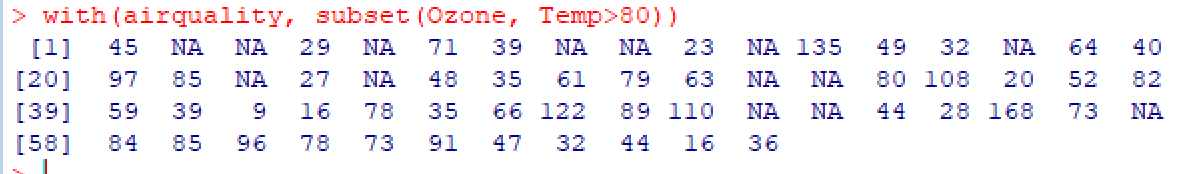 > with(airquality, subset(Ozone, Temp>80))
[1] 45 NA NA 29 NA 71 39 NA NA 23 NA 135 49 32 NA 64 40
[20] 97 85 NA 27 NA 48 35 61 79 63 NA NA 80 108 20 52 82
[39] 59 39 9 16 78 35 66 122 89 110 NA NA 44 28 168 73 NA
[58] 84 85 96 78 73 91 47 32 44 16 36
>